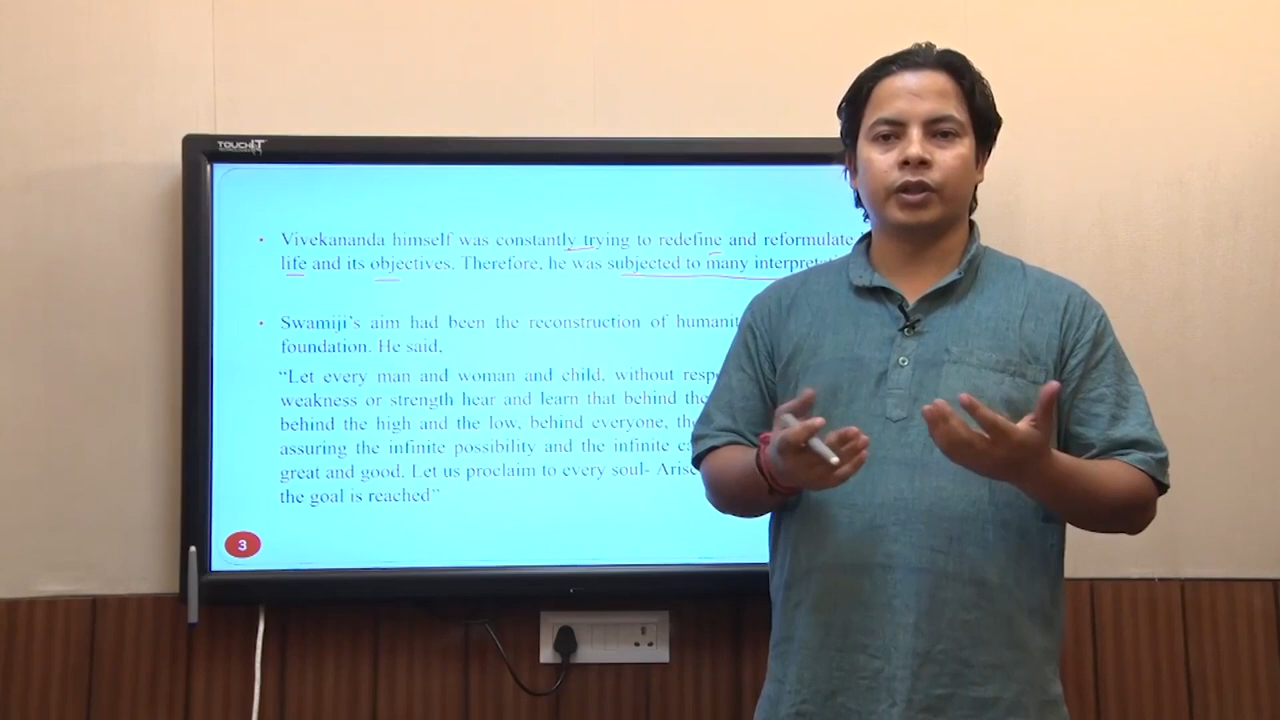 TOUCHIT
• Vivekananda himself was constantly trying to redefine and reformulate
life and its objectives. Therefore, he was subjected to many
• Swamiji's aim had been the reconstruction of
foundation. He said,
“Let every man and woman and child, without
weakness or strength hear and learn that behind the
behind the high and the low, behind everyone,
assuring the infinite possibility and the infinite
great and good. Let us proclaim to every soul-
the goal is reached”
3